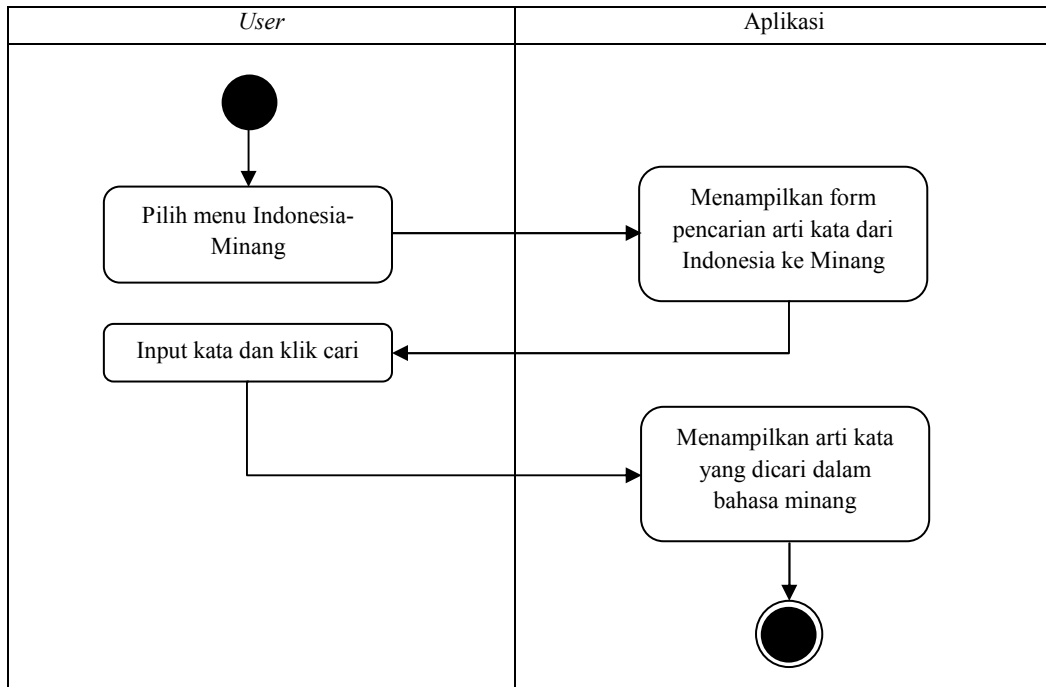 User
Aplikasi
Pilih menu Indonesia-
Minang
Menampilkan form
pencarian arti kata dari
Indonesia ke Minang
Input kata dan klik cari
Menampilkan arti kata
yang dicari dalam
bahasa minang